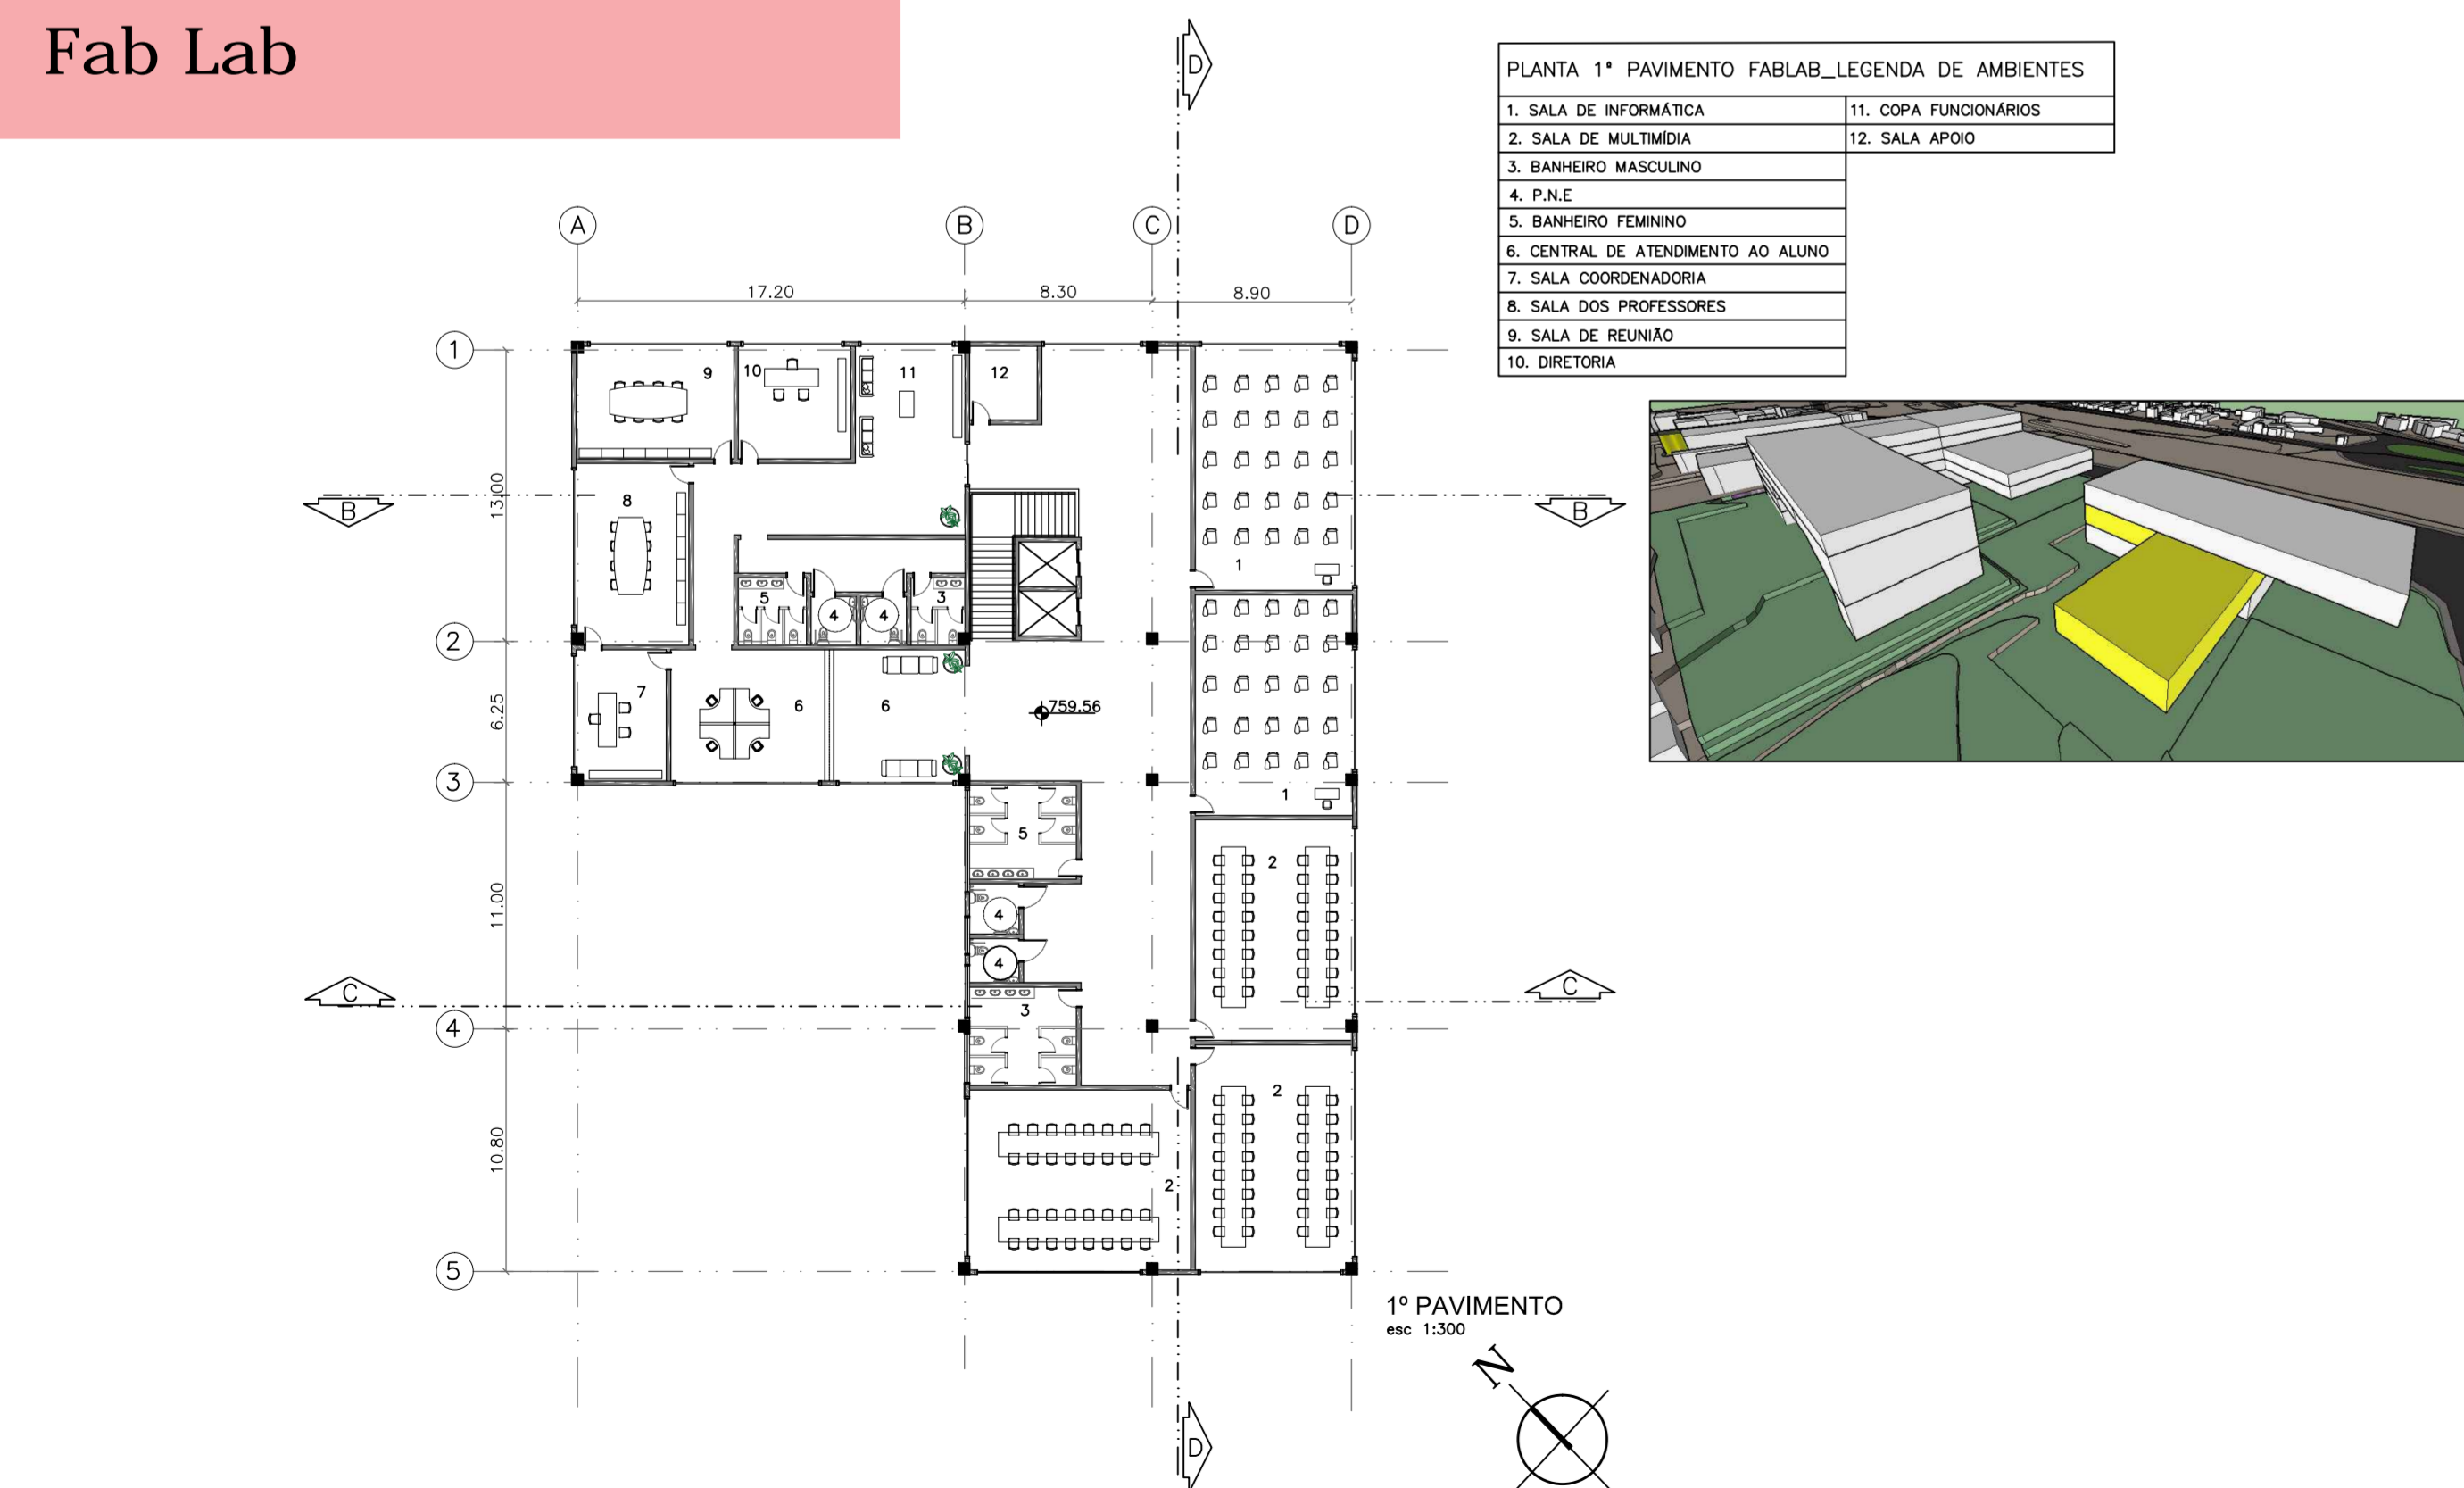 Fab Lab
PLANTA 1ª PAVIMENTO FABLAB_LEGENDA DE AMBIENTES
1. SALA DE INFORMÁTICA
11. COPA FUNCIONÁRIOS
2. SALA DE MULTIMÍDIA
12. SALA APOIO
3. BANHEIRO MASCULINO
4. P.N.E
5. BANHEIRO FEMININO
6. CENTRAL DE ATENDIMENTO AO ALUNO
7. SALA COORDENADORIA
8. SALA DOS PROFESSORES
9. SALA DE REUNIÃO
10. DIRETORIA
D
A
B
C
D
17.20
8.30
8.90
1
9
10
11
12
13.00
B
8
B
1
5
4
4
3
2
7
6
6
759.56
6.25
3
1
5
2
11.00
4
4
C
3
C
4
2
10.80
2
5
1º PAVIMENTO
esc 1:300
N
D